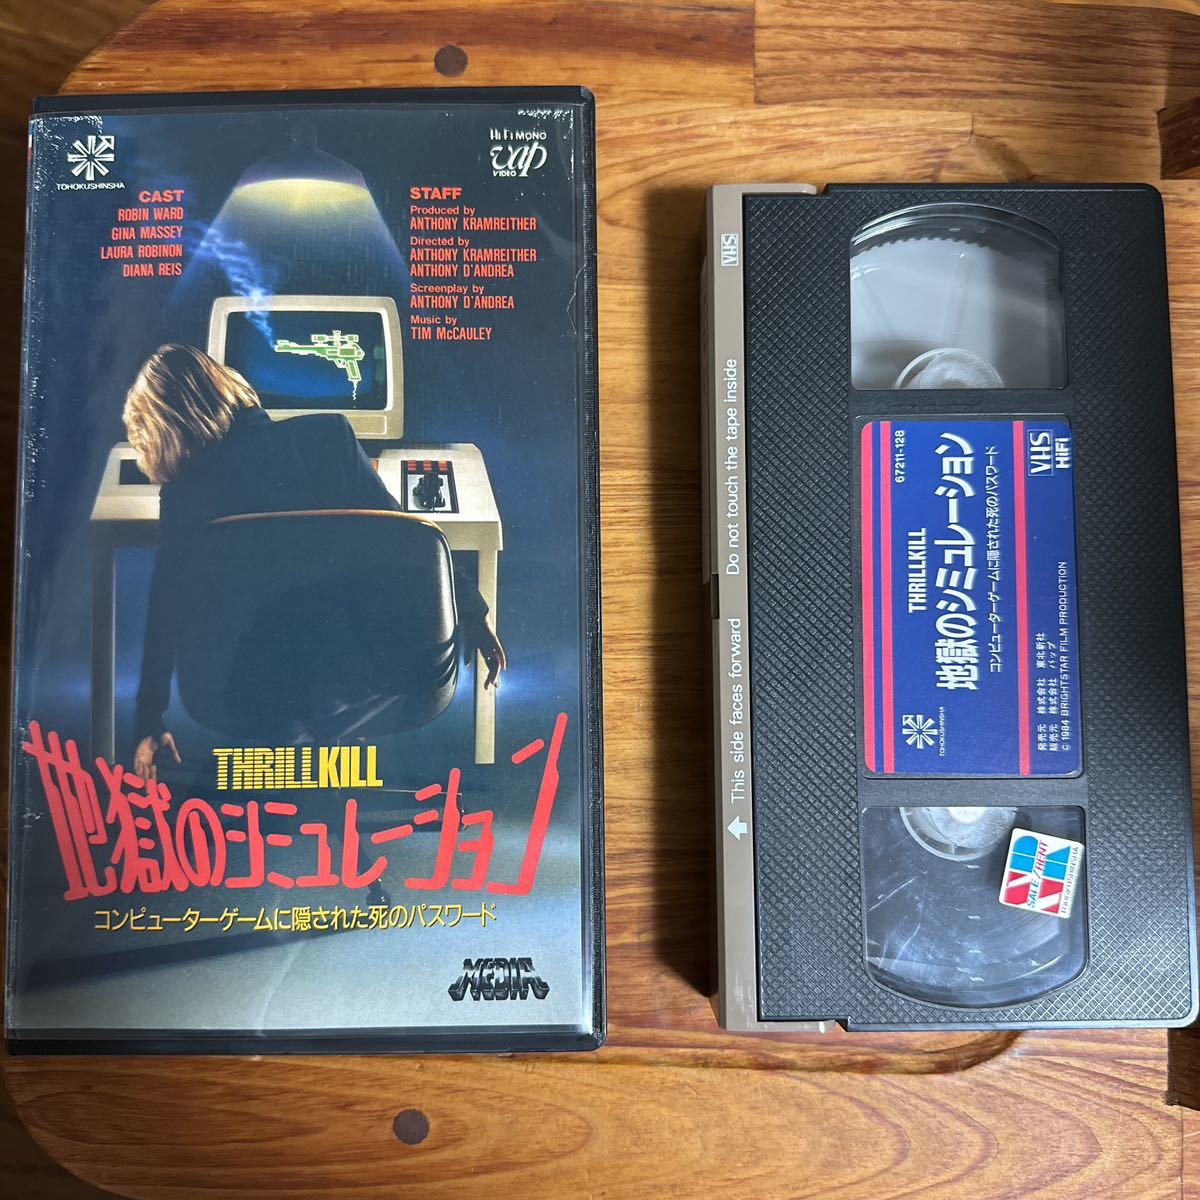 TOHOKUSHINSHA
Hi Fi MONO
vap
VIDEO
CAST
ROBIN WARD
GINA MASSEY
LAURA ROBINON
DIANA REIS
STAFF
Produced by
ANTHONY KRAMREITHER
Directed by
ANTHONY KRAMREITHER
ANTHONY D'ANDREA
Screenplay by
ANTHONY D'ANDREA
Music by
TIM McCAULEY
THRILLKILL
地獄のシミュレーション
コンピューターゲームに隠された死のパスワード
MEDIA
VHS
Do not touch the tape inside
This side faces forward
67211-128
VHS
HiFi
THRILLKILL
地獄のシミュレーション
コンピューターゲームに隠された死のパスワード
TOHOKUSHINSHA
発売元 株式会社 東北新社
販売元 株式会社 バップ
© 1984 BRIGHTSTAR FILM PRODUCTION
SALE/RENT
TOHOKUSHINSHA